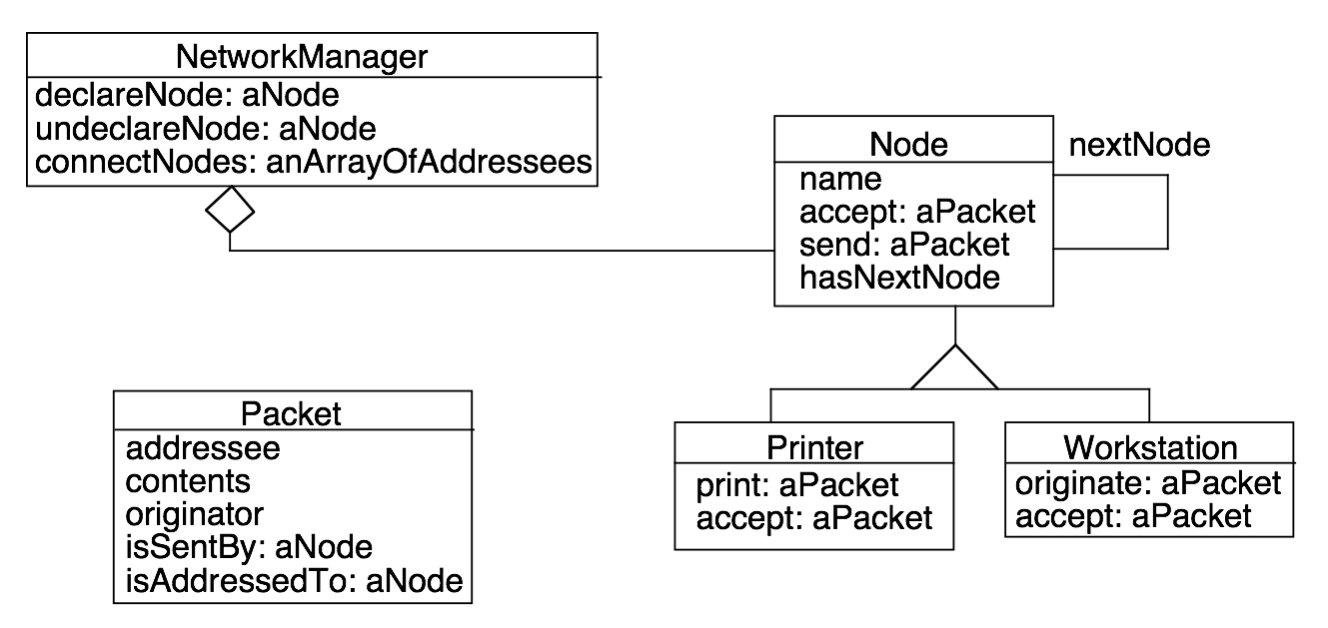 NetworkManager
declareNode: aNode
undeclareNode: aNode
connectNodes: anArrayOfAddressees
Node
nextNode
name
accept: aPacket
send: aPacket
hasNextNode
Packet
addressee
contents
originator
isSentBy: aNode
isAddressedTo: aNode
Printer
print: aPacket
accept: aPacket
Workstation
originate: aPacket
accept: aPacket